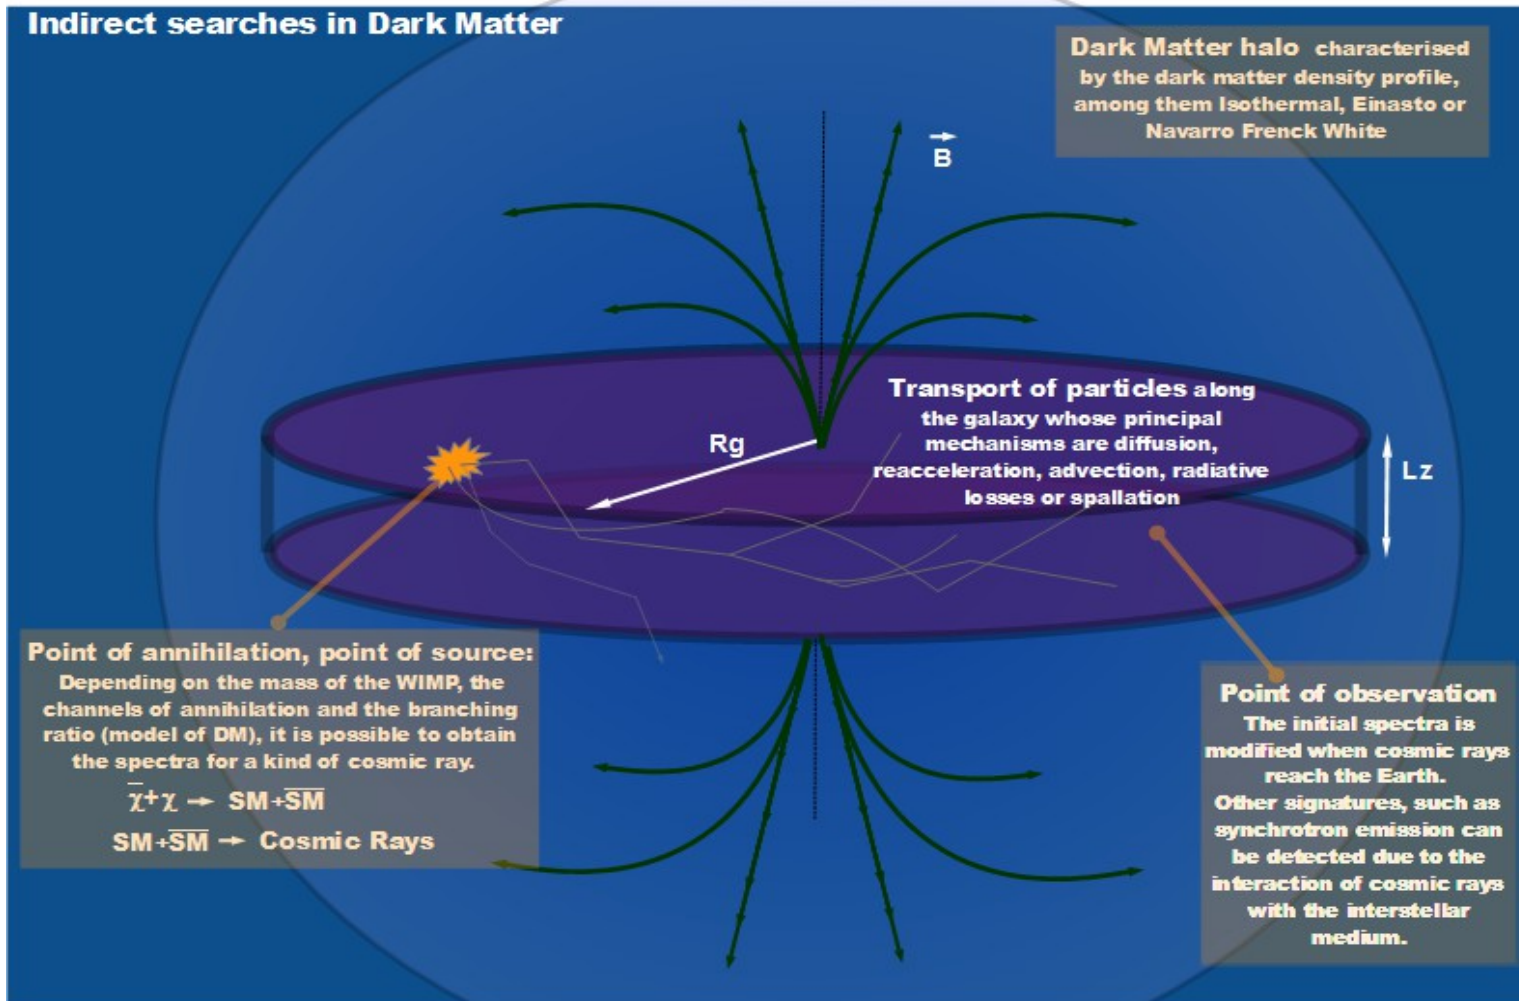 Indirect searches in Dark Matter
Dark Matter halo characterised
by the dark matter density profile,
among them Isothermal, Einasto or
Navarro Frenck White
B
Transport of particles along
the galaxy whose principal
mechanisms are diffusion,
reacceleration, advection, radiative
losses or spallation
Rg
Lz
Point of annihilation, point of source:
Depending on the mass of the WIMP, the
channels of annihilation and the branching
ratio (model of DM), it is possible to obtain
the spectra for a kind of cosmic ray.
χ̅+χ → SM+S̅M̅
SM+S̅M̅ → Cosmic Rays
Point of observation
The initial spectra is
modified when cosmic rays
reach the Earth.
Other signatures, such as
synchrotron emission can
be detected due to the
interaction of cosmic rays
with the interstellar
medium.